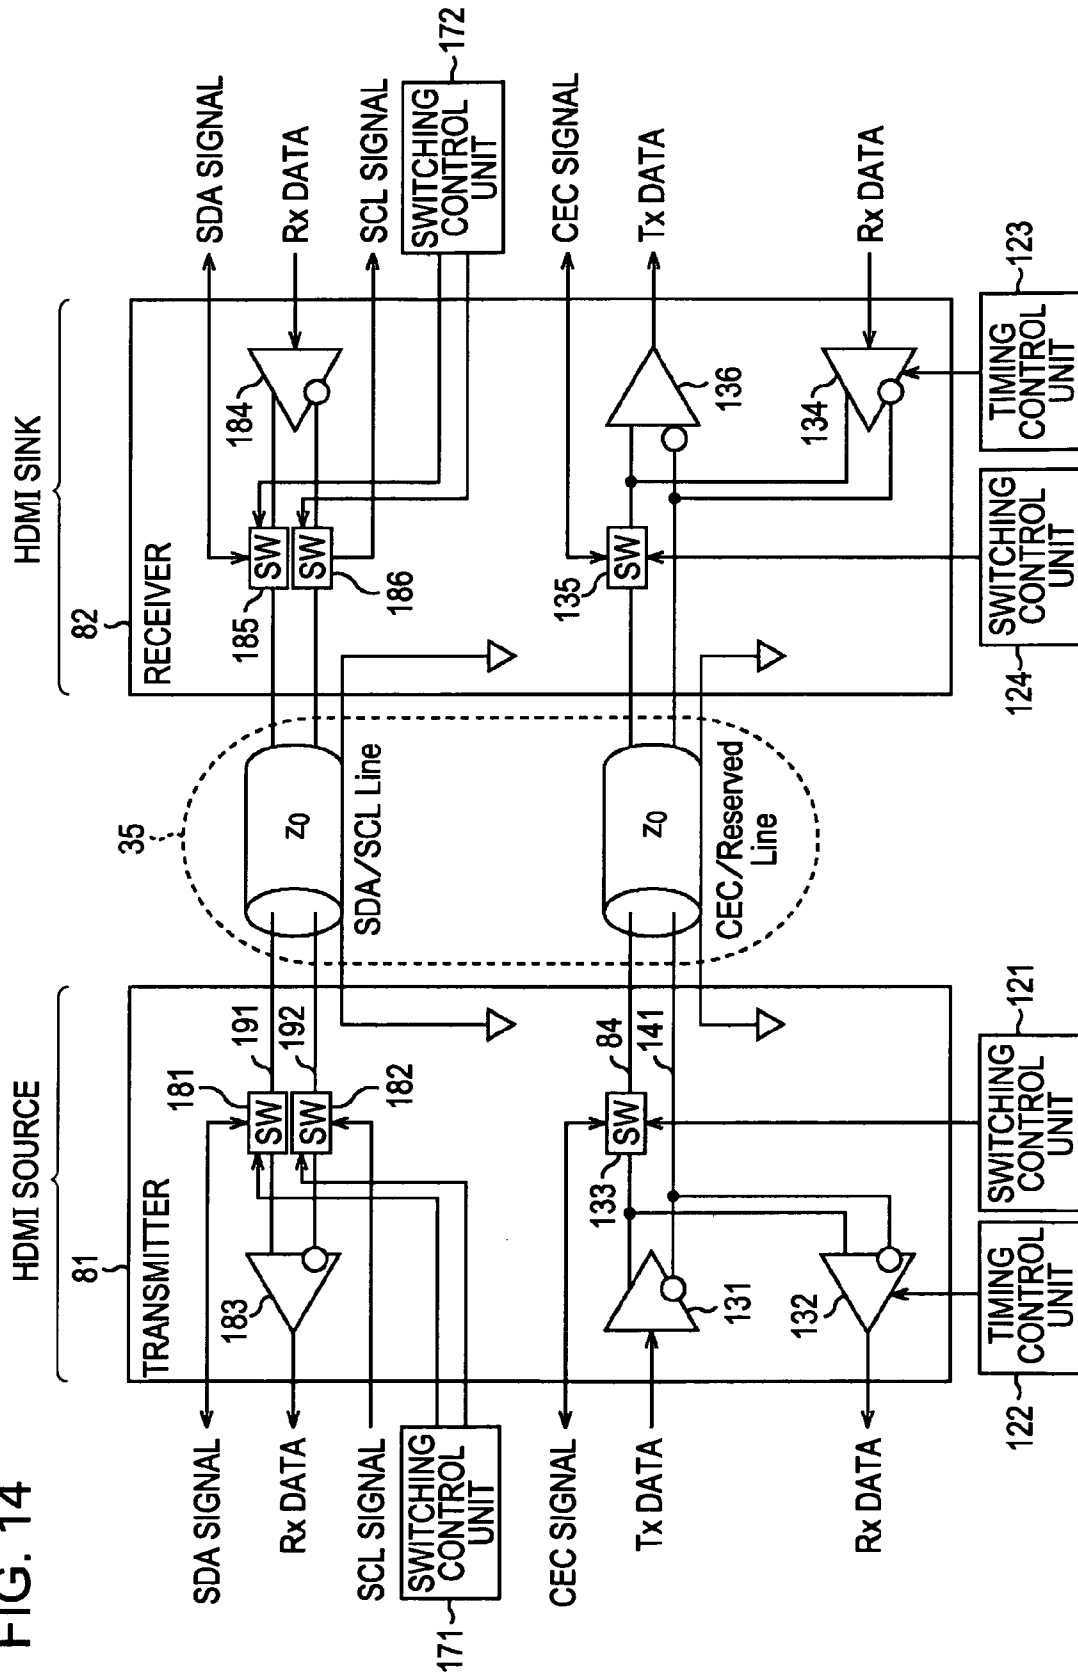 FIG. 14
HDMI SOURCE
HDMI SINK
81
TRANSMITTER
82
RECEIVER
35
SDA SIGNAL
Rx DATA
SCL SIGNAL
SWITCHING
CONTROL
UNIT
171
181
SW
191
192
SW
182
183
Z0
SDA/SCL Line
184
185
SW
SW
186
SDA SIGNAL
Rx DATA
SCL SIGNAL
SWITCHING
CONTROL
UNIT
172
CEC SIGNAL
Tx DATA
Rx DATA
133
SW
84
141
131
132
Z0
CEC/Reserved
Line
135
SW
136
134
CEC SIGNAL
Tx DATA
Rx DATA
TIMING
CONTROL
UNIT
122
SWITCHING
CONTROL
UNIT
121
SWITCHING
CONTROL
UNIT
124
TIMING
CONTROL
UNIT
123